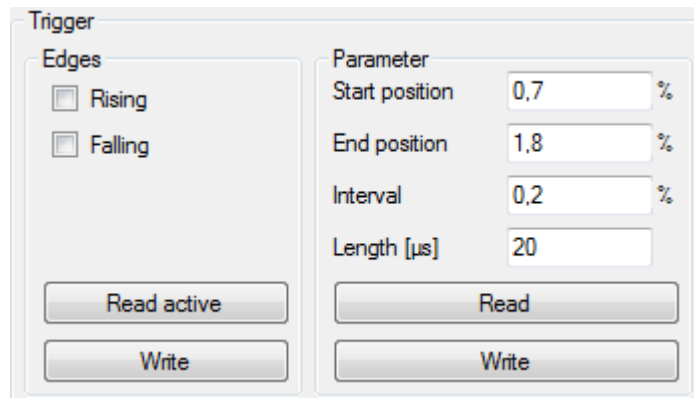 Trigger
Edges
Rising
Falling
Read active
Write
Parameter
Start position 0,7 %
End position 1,8 %
Interval 0,2 %
Length [µs] 20
Read
Write